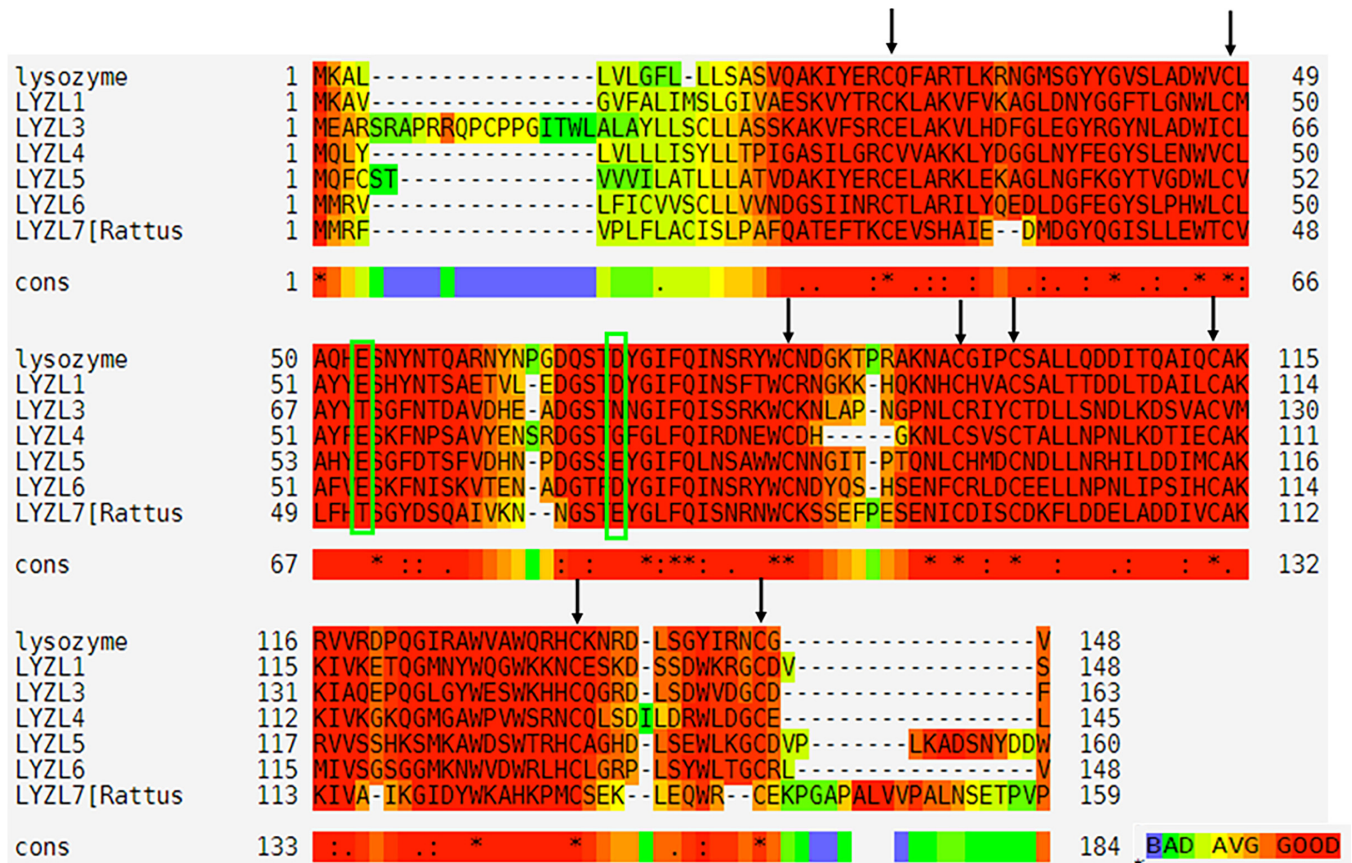 lysozyme 1 MKAL----------------LVLGFL-LLSASVQAKIYERCQFARTLKRNGMSGYYGVSLADWVCL 49
LYZL1 1 MKAV----------------GVFALIMSLGIVAESKVYTRCKLAKVFVKAGLDNYGGFTLGNWLCM 50
LYZL3 1 MEARSRAPRRQPCPPGITWLALAYLLSCLLASSKAKVFSRCELAKVLHDFGLEGYRGYNLADWICL 66
LYZL4 1 MQLY----------------LVLLLISYLLTPIGASILGRCVVAKKLYDGGLNYFEGYSLENWVCL 50
LYZL5 1 MQFCST--------------VVVILATLLLATVDAKIYERCELARKLEKAGLNGFKGYTVGDWLCV 52
LYZL6 1 MMRV----------------LFICVVSCLLVVNDGSIINRCTLARILYQEDLDGFEGYSLPHWLCL 50
LYZL7[Rattus 1 MMRF----------------VPLFLACISLPAFQATEFTKCEVSHAIE--DMDGYQGISLLEWTCV 48
cons 1 * . .. :* .:: : .: : * .: * *: 66
lysozyme 50 AQHESNYNTQARNYNPGDQSTDYGIFQINSRYWCNDGKTPRAKNACGIPCSALLQDDITQAIQCAK 115
LYZL1 51 AYYESHYNTSAETVL-EDGSTDYGIFQINSFTWCRNGKK-HQKNHCHVACSALTTDDLTDAILCAK 114
LYZL3 67 AYYTSGFNTDAVDHE-ADGSTNNGIFQISSRKWCKNLAP-NGPNLCRIYCTDLLSNDLKDSVACVM 130
LYZL4 51 AYFESKFNPSAVYENSRDGSTGFGLFQIRDNEWCDH-----GKNLCSVSCTALLNPNLKDTIECAK 111
LYZL5 53 AHYESGFDTSFVDHN-PDGSSEYGIFQLNSAWWCNNGIT-PTQNLCHMDCNDLLNRHILDDIMCAK 116
LYZL6 51 AFVESKFNISKVTEN-ADGTFDYGLFQINSRYWCNDYQS-HSENFCRLDCEELLNPNLIPSIHCAK 114
LYZL7[Rattus 49 LFHTSGYDSQAIVKN--NGSTEYGLFQISNRNWCKSSEFPESENICDISCDKFLDDELADDIVCAK 112
cons 67 * :: . : : *:**: . ** * : * : .: : *. 132
lysozyme 116 RVVRDPQGIRAWVAWQRHCKNRD-LSGYIRNCG------------------V 148
LYZL1 115 KIVKETQGMNYWQGWKKNCESKD-SSDWKRGCDV-----------------S 148
LYZL3 131 KIAQEPQGLGYWESWKHHCQGRD-LSDWVDGCD------------------F 163
LYZL4 112 KIVKGKQGMGAWPVWSRNCQLSDILDRWLDGCE------------------L 145
LYZL5 117 RVVSSHKSMKAWDSWTRHCAGHD-LSEWLKGCDVP-------LKADSNYDDW 160
LYZL6 115 MIVSGSGGMKNWVDWRLHCLGRP-LSYWLTGCRL-----------------V 148
LYZL7[Rattus 113 KIVA-IKGIDYWKAHKPMCSEK--LEQWR--CEKPGAPALVVPALNSETPVP 159
cons 133 :. .: * * . : * 184
BAD AVG GOOD